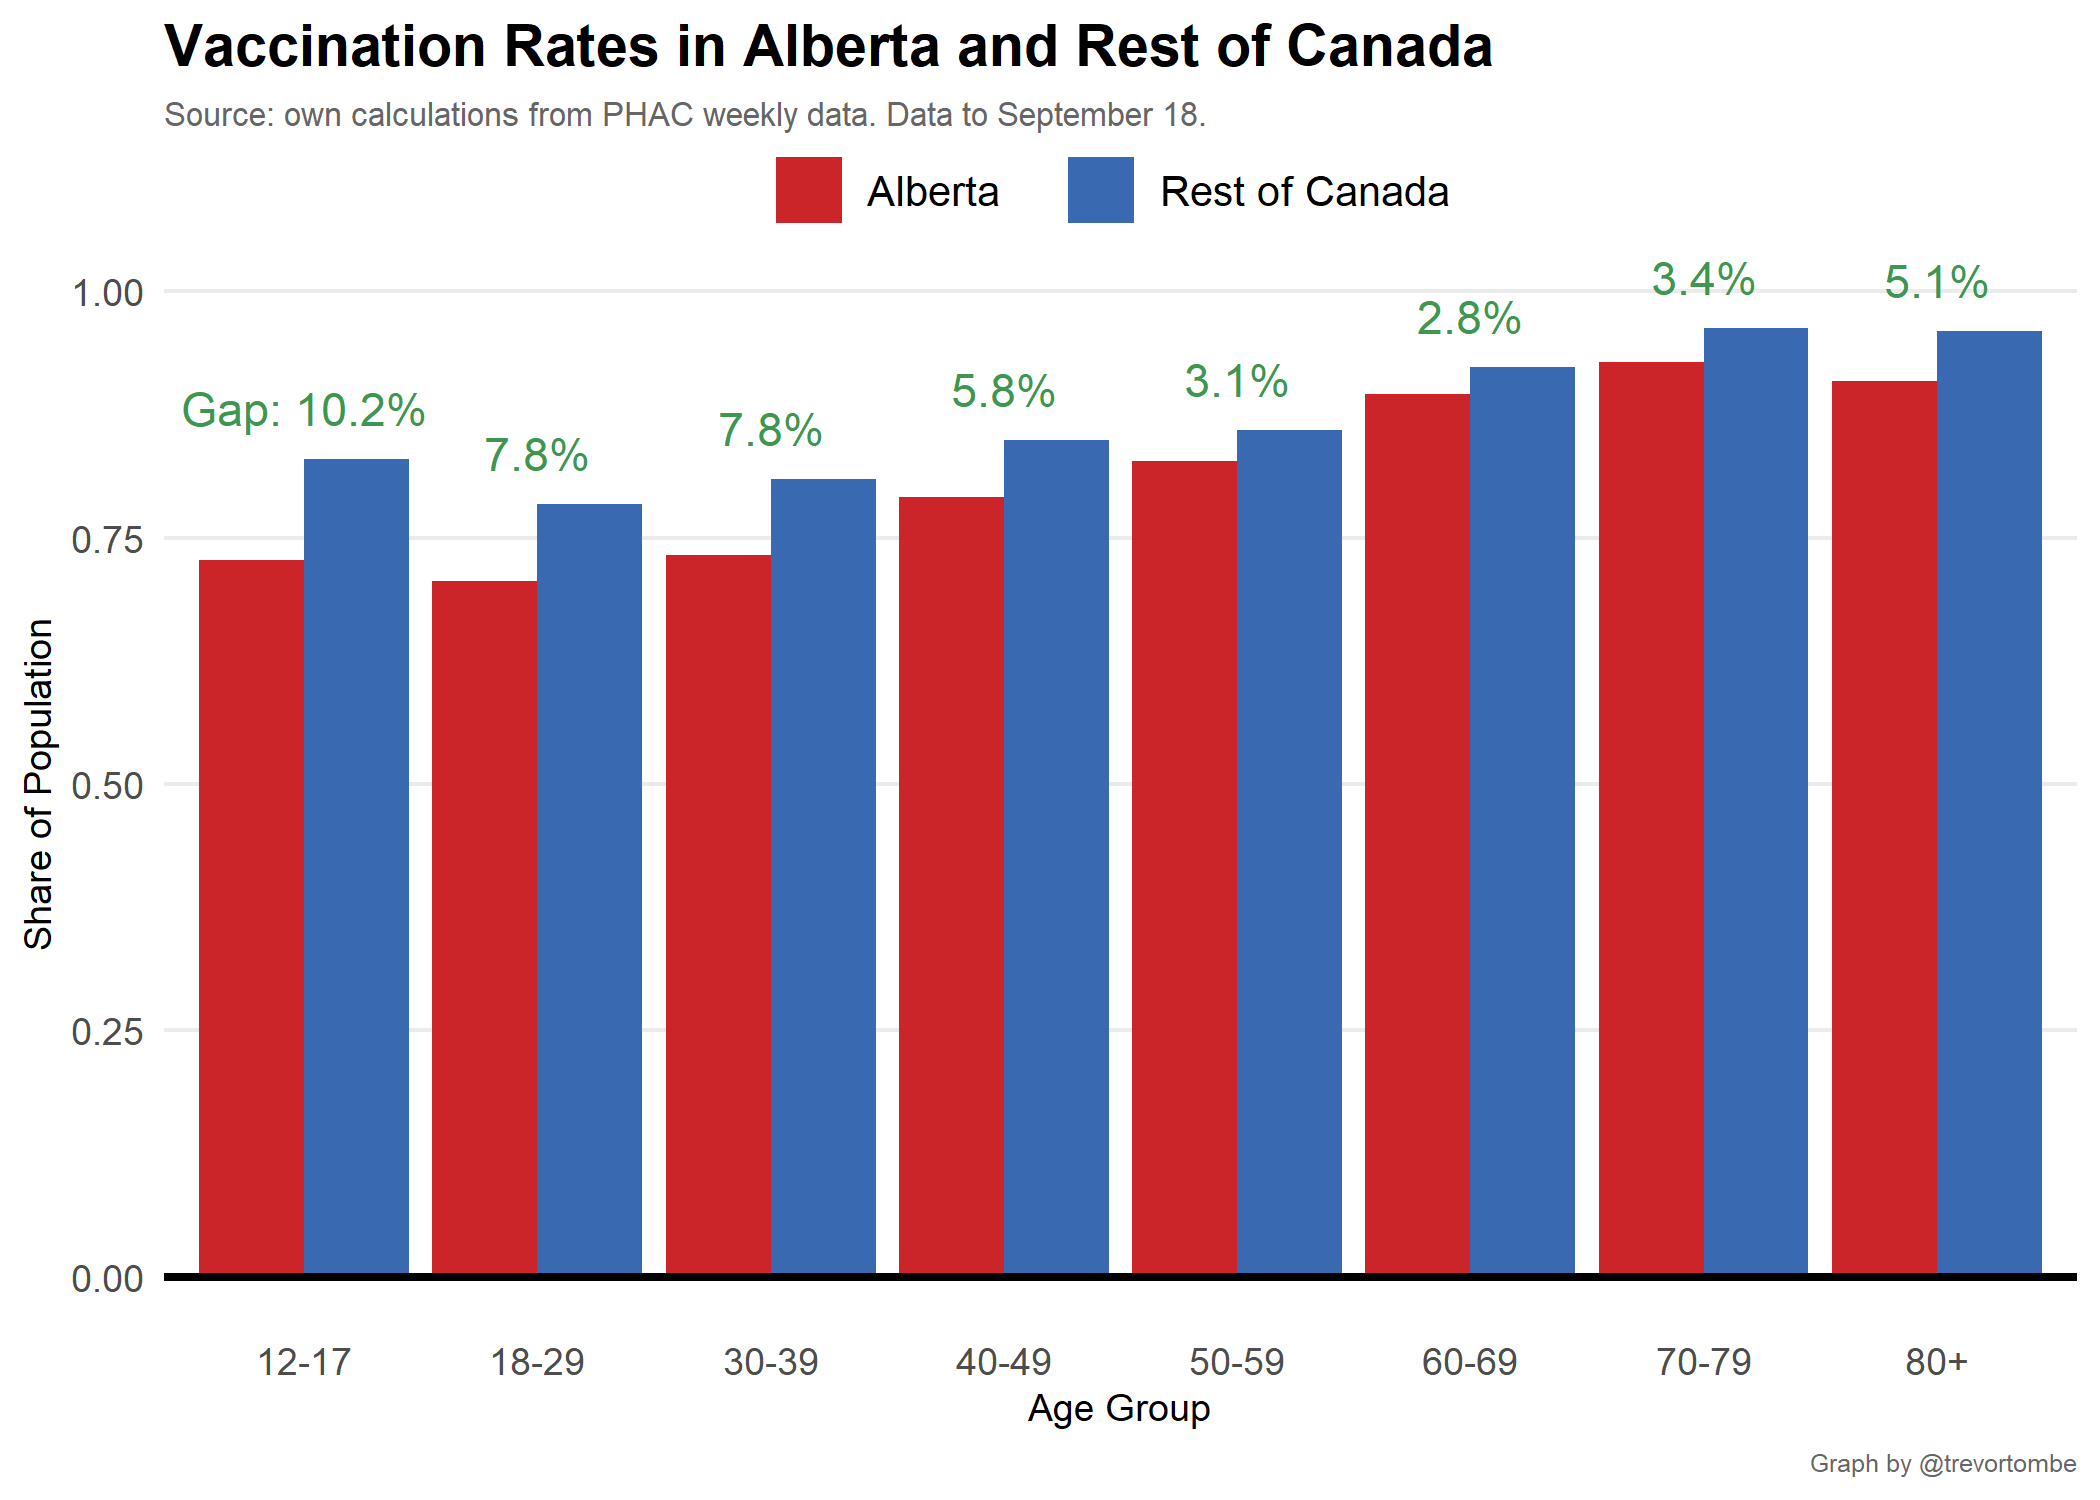 Vaccination Rates in Alberta and Rest of Canada
Source: own calculations from PHAC weekly data. Data to September 18.
Alberta Rest of Canada
Share of Population
1.00
0.75
0.50
0.25
0.00
Gap: 10.2%
7.8%
7.8%
5.8%
3.1%
2.8%
3.4%
5.1%
12-17 18-29 30-39 40-49 50-59 60-69 70-79 80+
Age Group
Graph by @trevortombe